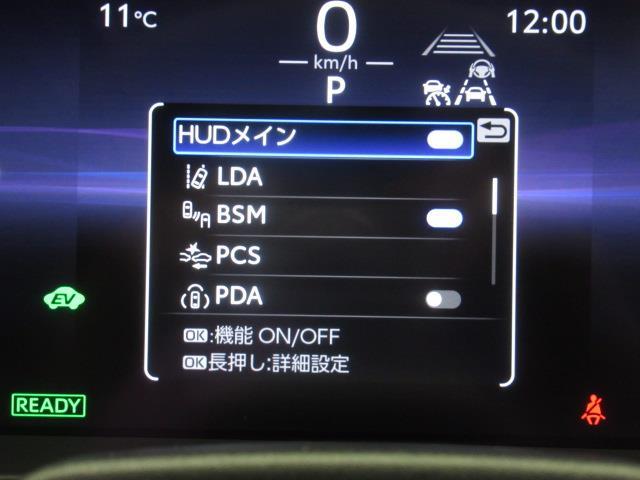 11°C
0
12:00
km/h
P
HUDメイン
LDA
BSM
PCS
PDA
EV
OK:機能 ON/OFF
OK長押し:詳細設定
READY